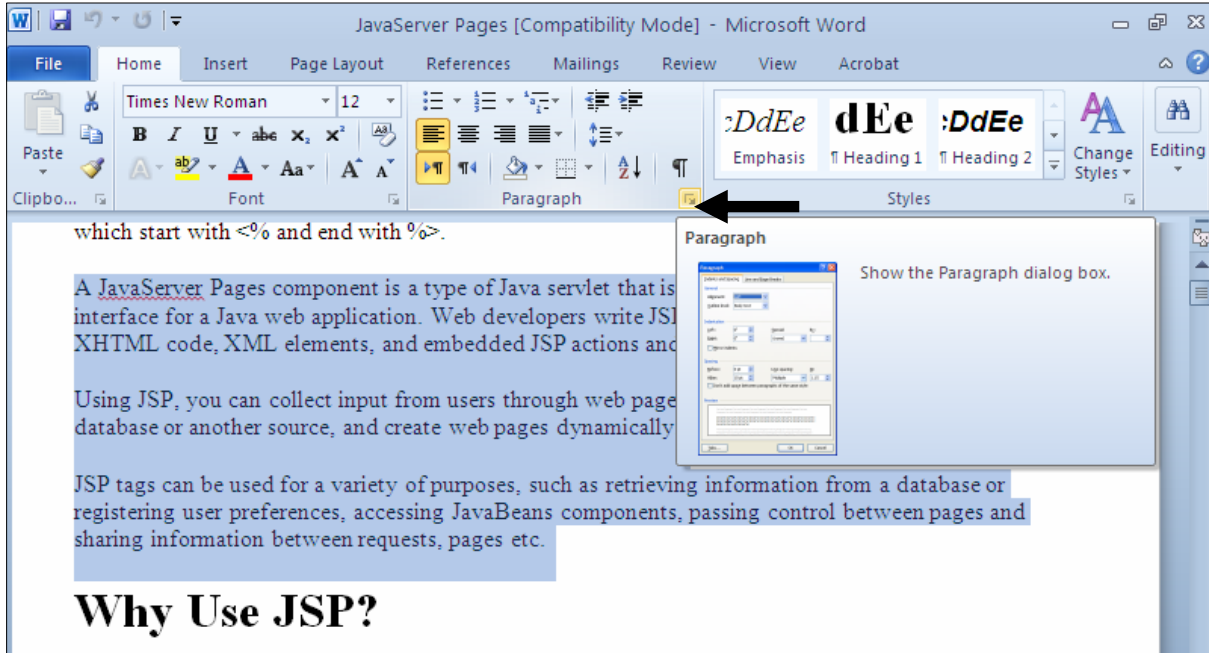 JavaServer Pages [Compatibility Mode] - Microsoft Word
File Home Insert Page Layout References Mailings Review View Acrobat
Times New Roman 12
B I U abe x₂ x²
Paste
Aa A A
Clipbo... Font Paragraph Styles
:DdEe dEe :DdEe
Emphasis ¶ Heading 1 ¶ Heading 2
Change Styles
Editing
which start with <% and end with %>.
Paragraph
Show the Paragraph dialog box.
A JavaServer Pages component is a type of Java servlet that is
interface for a Java web application. Web developers write JS
XHTML code, XML elements, and embedded JSP actions and
Using JSP, you can collect input from users through web page
database or another source, and create web pages dynamically
JSP tags can be used for a variety of purposes, such as retrieving information from a database or
registering user preferences, accessing JavaBeans components, passing control between pages and
sharing information between requests, pages etc.
Why Use JSP?